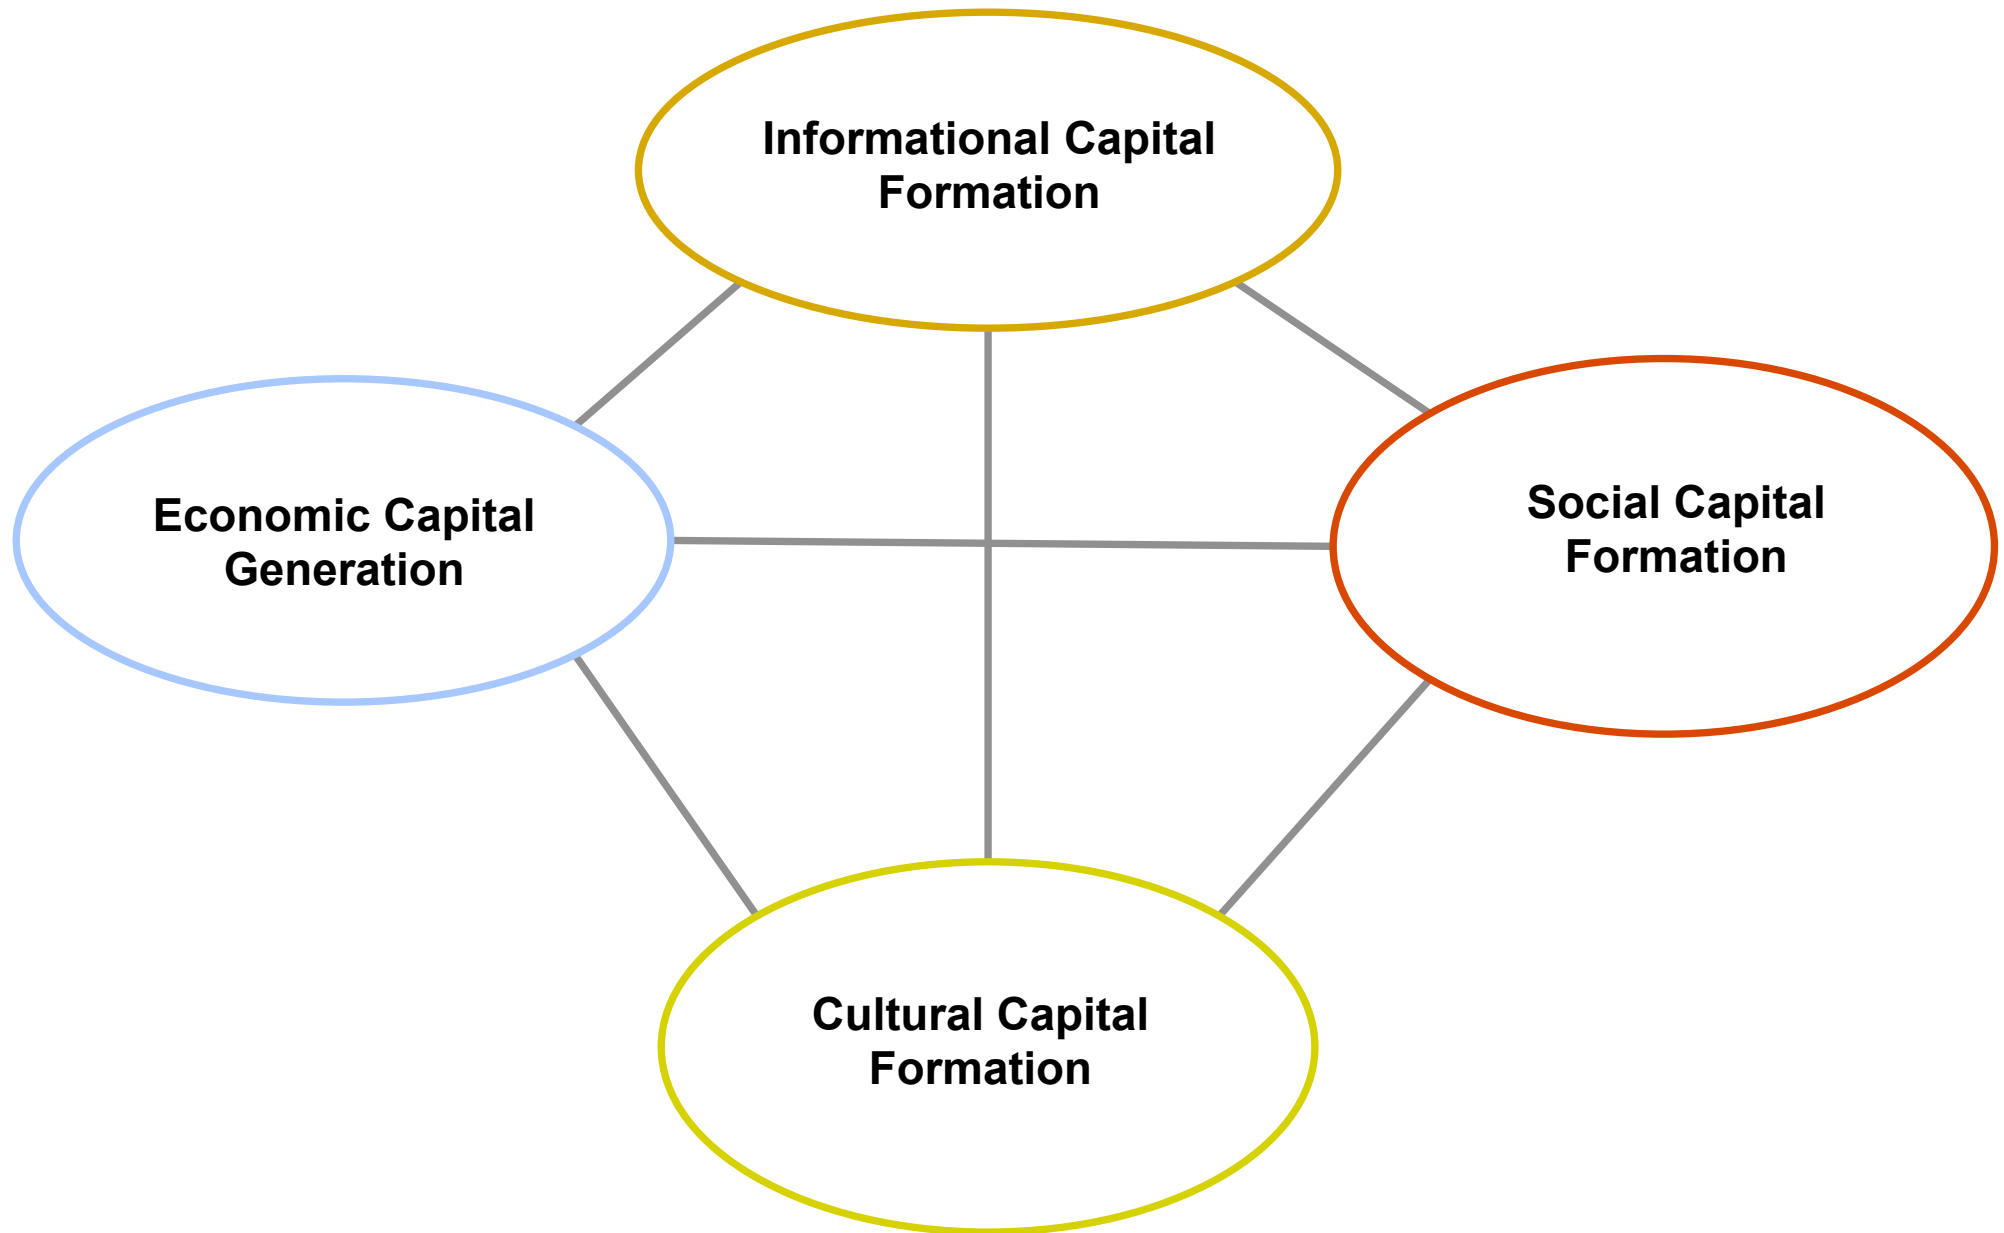 Informational Capital
Formation
Economic Capital
Generation
Social Capital
Formation
Cultural Capital
Formation